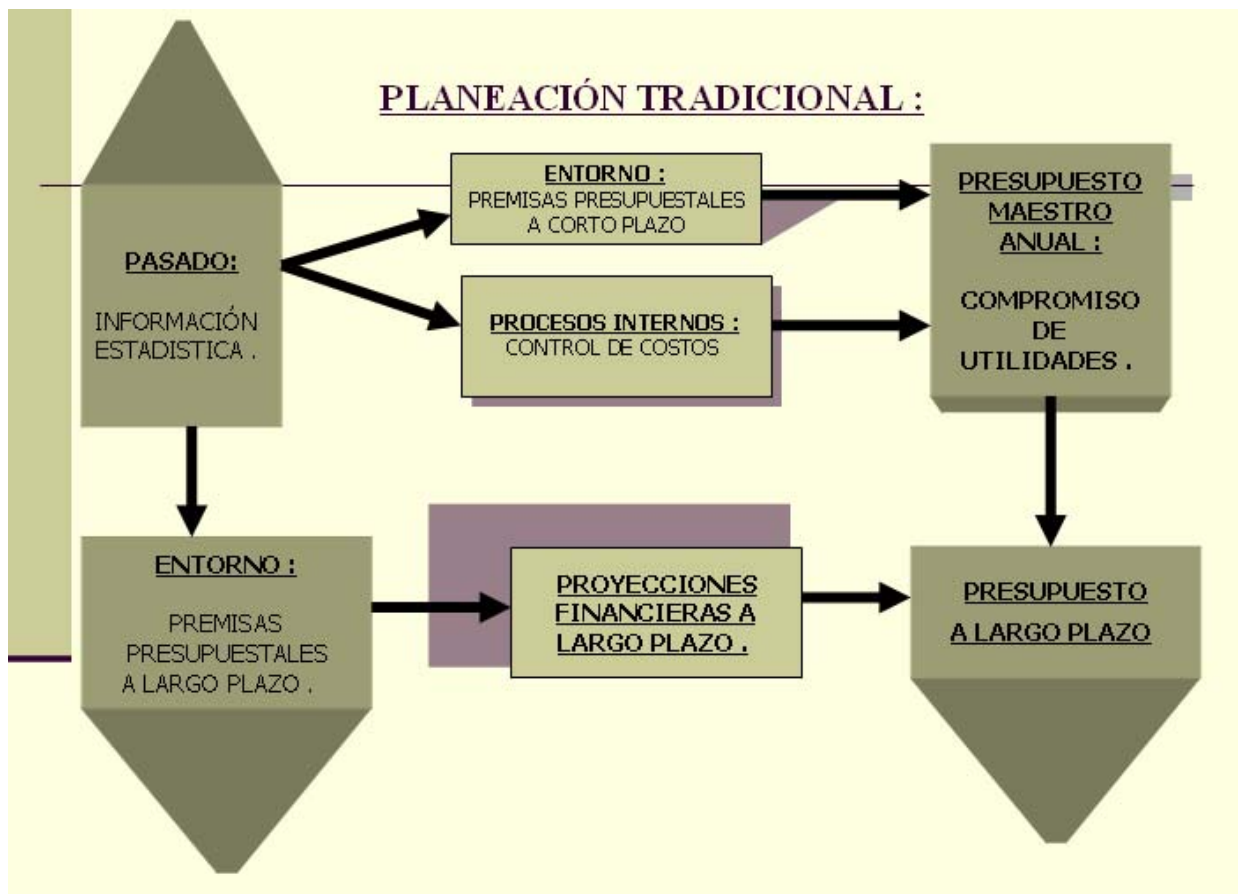 PLANEACIÓN TRADICIONAL :
PASADO:
INFORMACIÓN
ESTADISTICA .
ENTORNO :
PREMISAS PRESUPUESTALES
A CORTO PLAZO
PROCESOS INTERNOS :
CONTROL DE COSTOS
PRESUPUESTO
MAESTRO
ANUAL :
COMPROMISO
DE
UTILIDADES .
ENTORNO :
PREMISAS
PRESUPUESTALES
A LARGO PLAZO .
PROYECCIONES
FINANCIERAS A
LARGO PLAZO .
PRESUPUESTO
A LARGO PLAZO